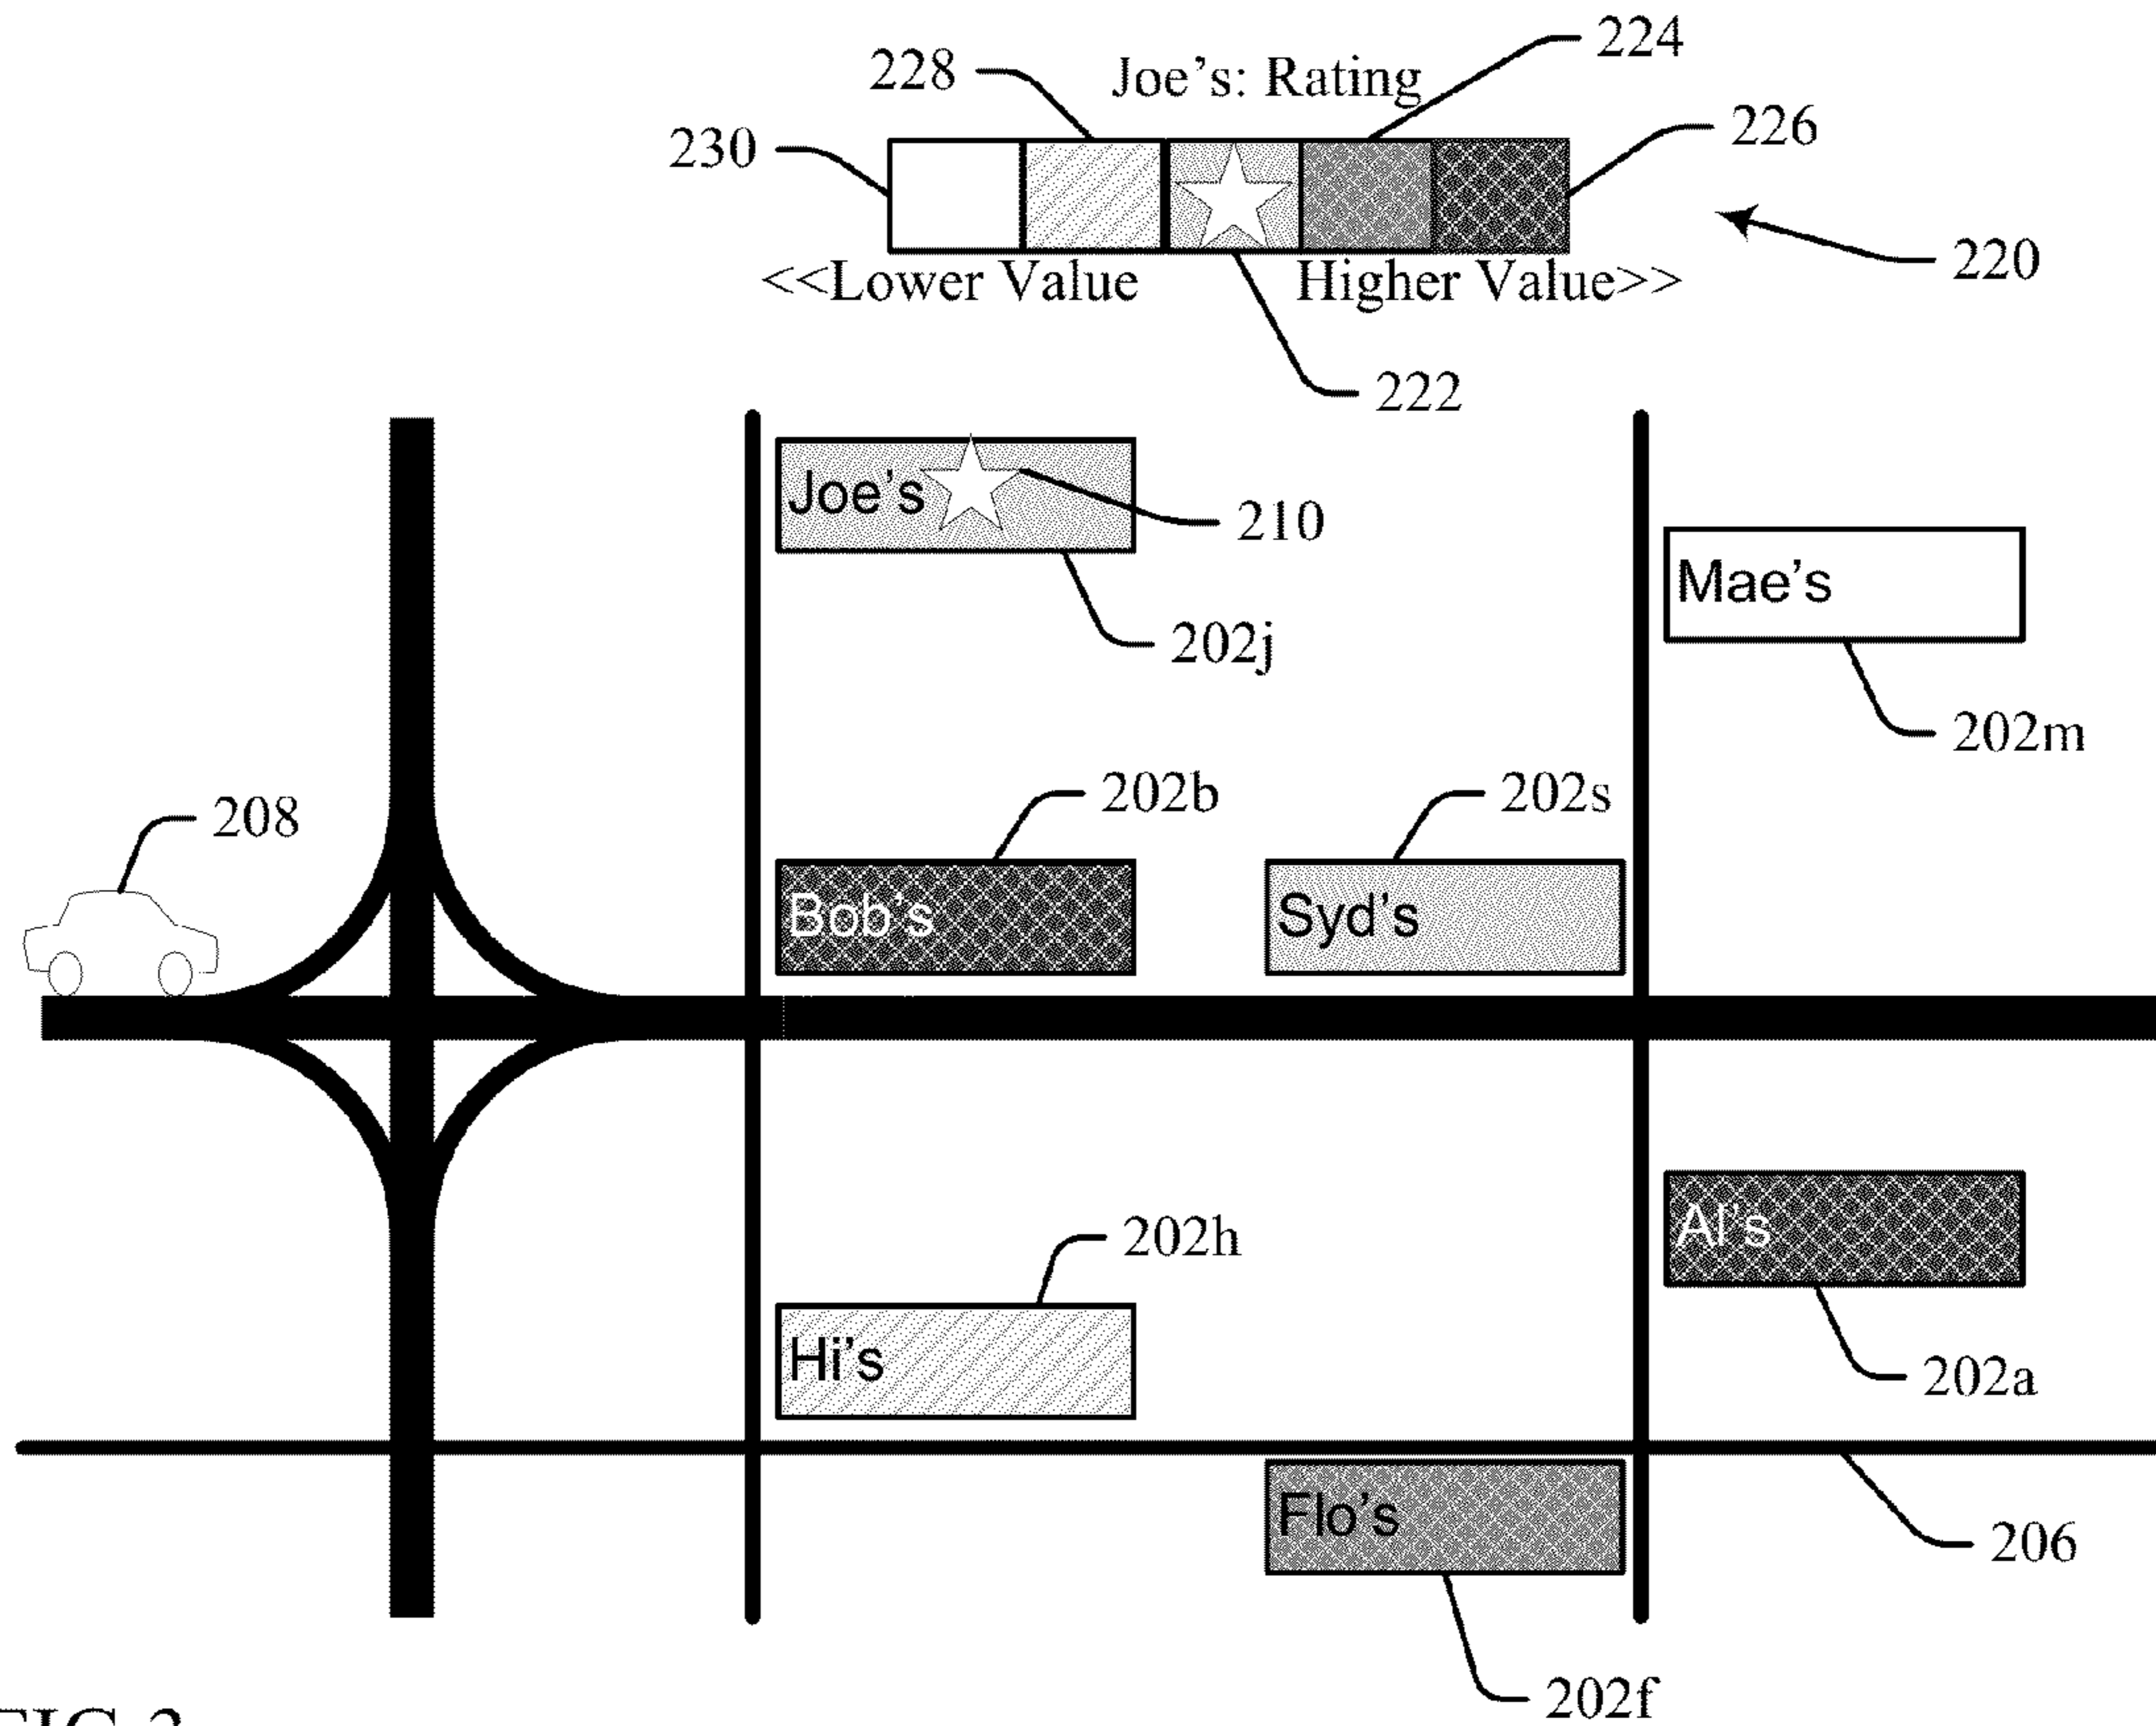 224
228
Joe's: Rating
226
230
220
<<Lower Value
Higher Value>>
222
Joe's
210
Mae's
202j
202m
202b
202s
208
Bob's
Syd's
202h
Al's
Hi's
202a
Flo's
206
202f